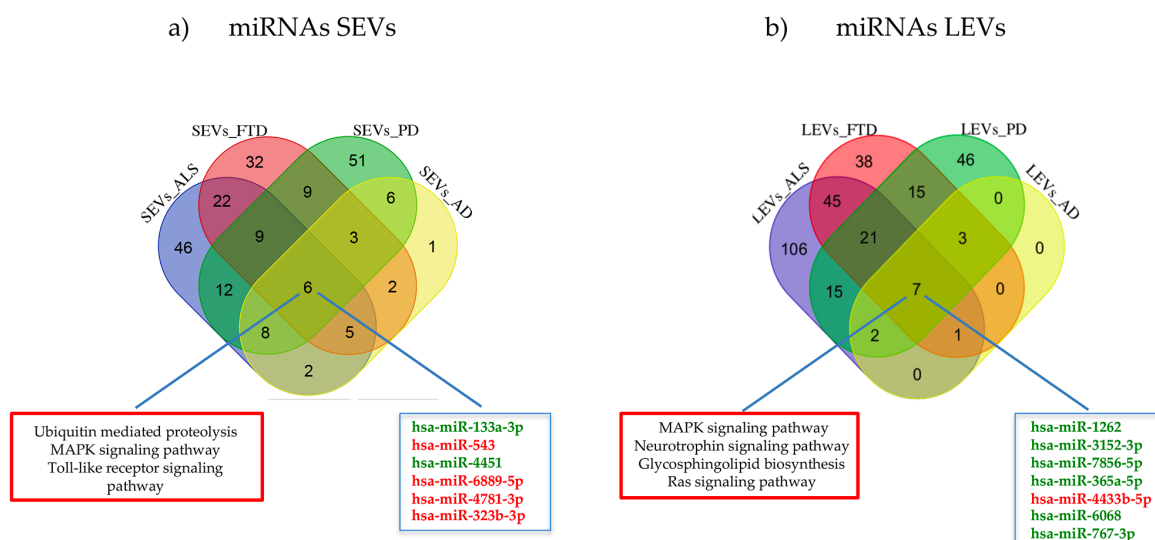 a) miRNAs SEVs
SEVs_FTD
SEVs_PD
SEVs_ALS
SEVs_AD
32
51
22
9
6
46
9
3
1
12
6
2
8
5
2
Ubiquitin mediated proteolysis
MAPK signaling pathway
Toll-like receptor signaling
pathway
hsa-miR-133a-3p
hsa-miR-543
hsa-miR-4451
hsa-miR-6889-5p
hsa-miR-4781-3p
hsa-miR-323b-3p
b) miRNAs LEVs
LEVs_FTD
LEVs_PD
LEVs_ALS
LEVs_AD
38
46
45
15
0
106
21
3
0
15
7
0
2
1
0
MAPK signaling pathway
Neurotrophin signaling pathway
Glycosphingolipid biosynthesis
Ras signaling pathway
hsa-miR-1262
hsa-miR-3152-3p
hsa-miR-7856-5p
hsa-miR-365a-5p
hsa-miR-4433b-5p
hsa-miR-6068
hsa-miR-767-3p